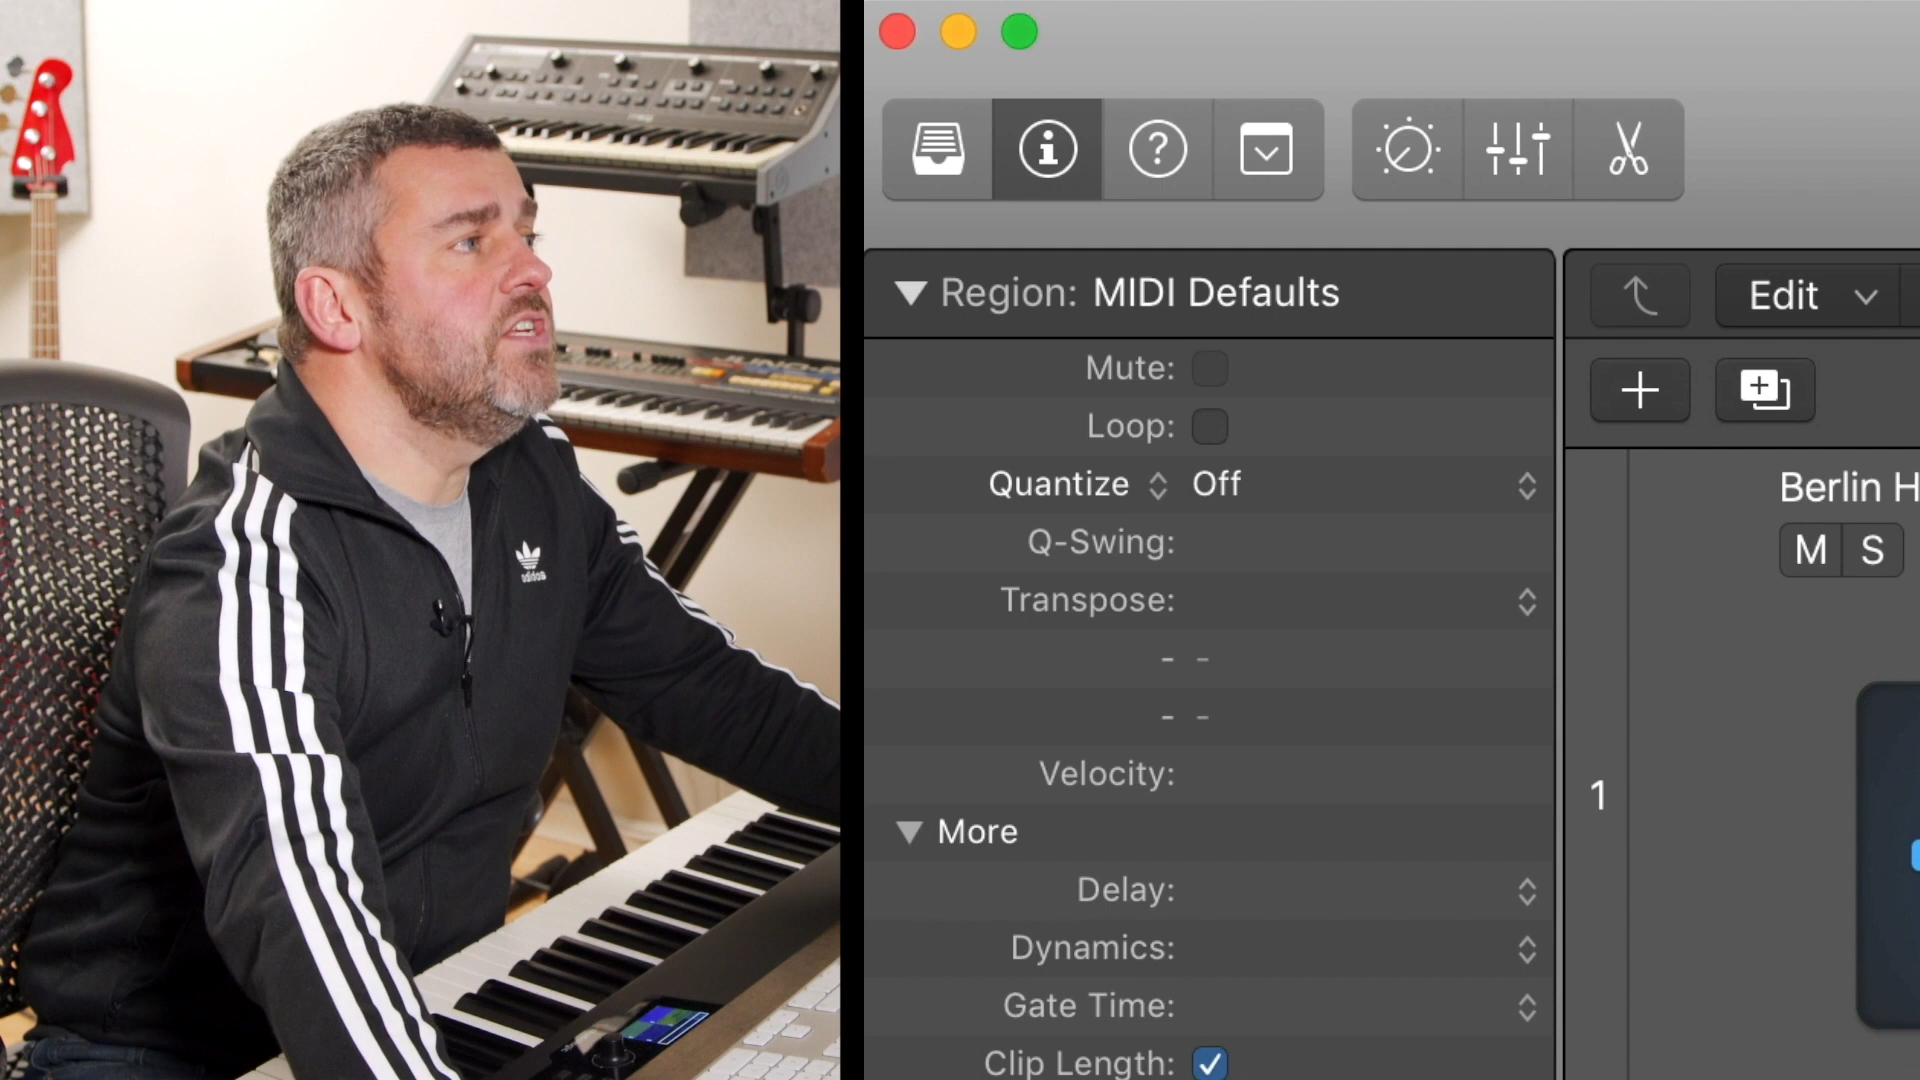 adidas
Region: MIDI Defaults
Edit
Mute:
Loop:
Quantize Off
Berlin H
Q-Swing:
M S
Transpose:
- -
- -
Velocity:
1
More
Delay:
Dynamics:
Gate Time:
Clip Length: